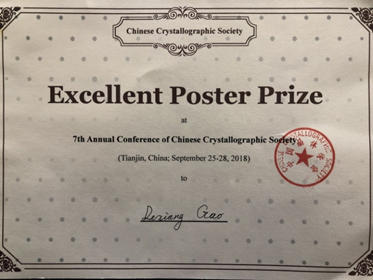 Chinese Crystallographic Society
Excellent Poster Prize
at
7th Annual Conference of Chinese Crystallographic Society
(Tianjin, China; September 25-28, 2018)
to
Dexiang Gao